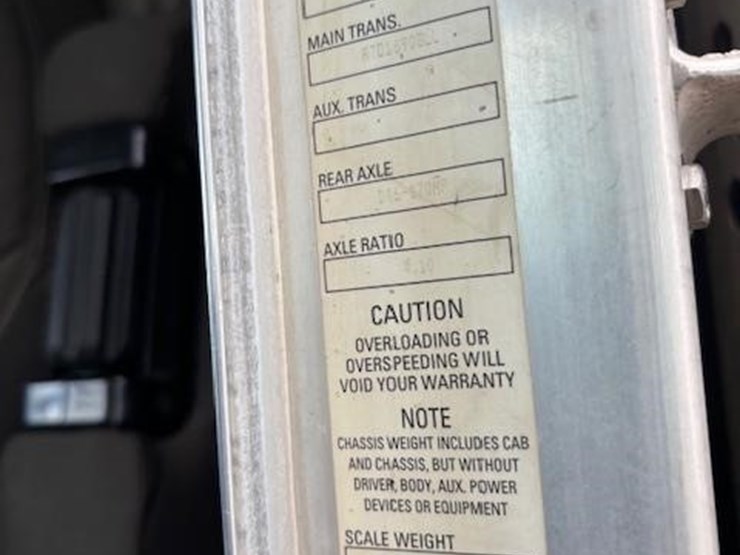 MAIN TRANS.
AUX. TRANS
REAR AXLE
AXLE RATIO
CAUTION
OVERLOADING OR
OVERSPEEDING WILL
VOID YOUR WARRANTY
NOTE
CHASSIS WEIGHT INCLUDES CAB
AND CHASSIS, BUT WITHOUT
DRIVER, BODY, AUX. POWER
DEVICES OR EQUIPMENT
SCALE WEIGHT